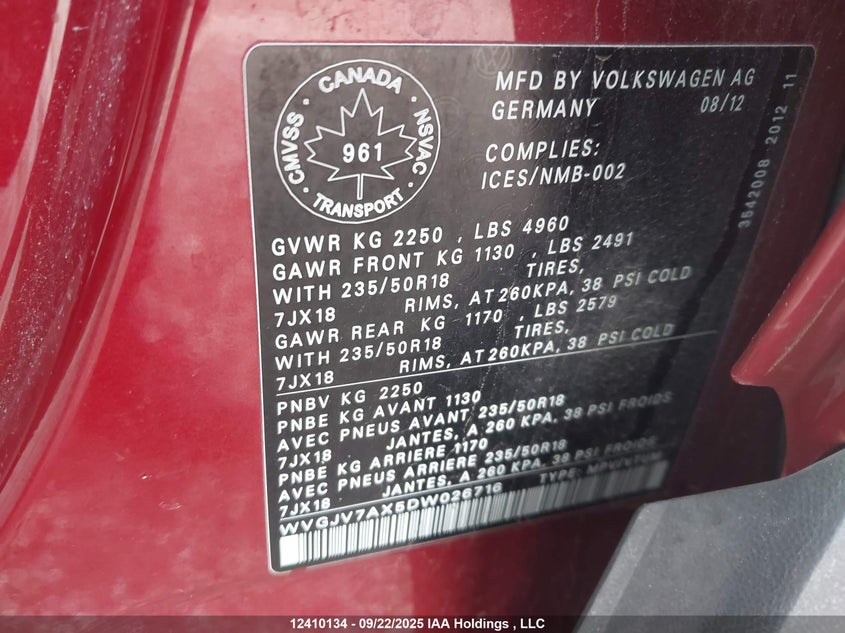 CANADA
CMVSS
NSVAC
961
TRANSPORT
MFD BY VOLKSWAGEN AG
GERMANY 08/12
COMPLIES:
ICES/NMB-002
3542008 2012 11
GVWR KG 2250 , LBS 4960
GAWR FRONT KG 1130 , LBS 2491
WITH 235/50R18 TIRES,
7JX18 RIMS, AT 260KPA, 38 PSI COLD
GAWR REAR KG 1170 , LBS 2579
WITH 235/50R18 TIRES,
7JX18 RIMS, AT 260KPA, 38 PSI COLD
PNBV KG 2250
PNBE KG AVANT 1130
AVEC PNEUS AVANT 235/50R18
7JX18 JANTES, A 260 KPA, 38 PSI FROIDS
PNBE KG ARRIERE 1170
AVEC PNEUS ARRIERE 235/50R18
7JX18 JANTES, A 260 KPA, 38 PSI FROIDS
WVGJV7AX5DW026716 TYPE:
12410134 - 09/22/2025 IAA Holdings , LLC